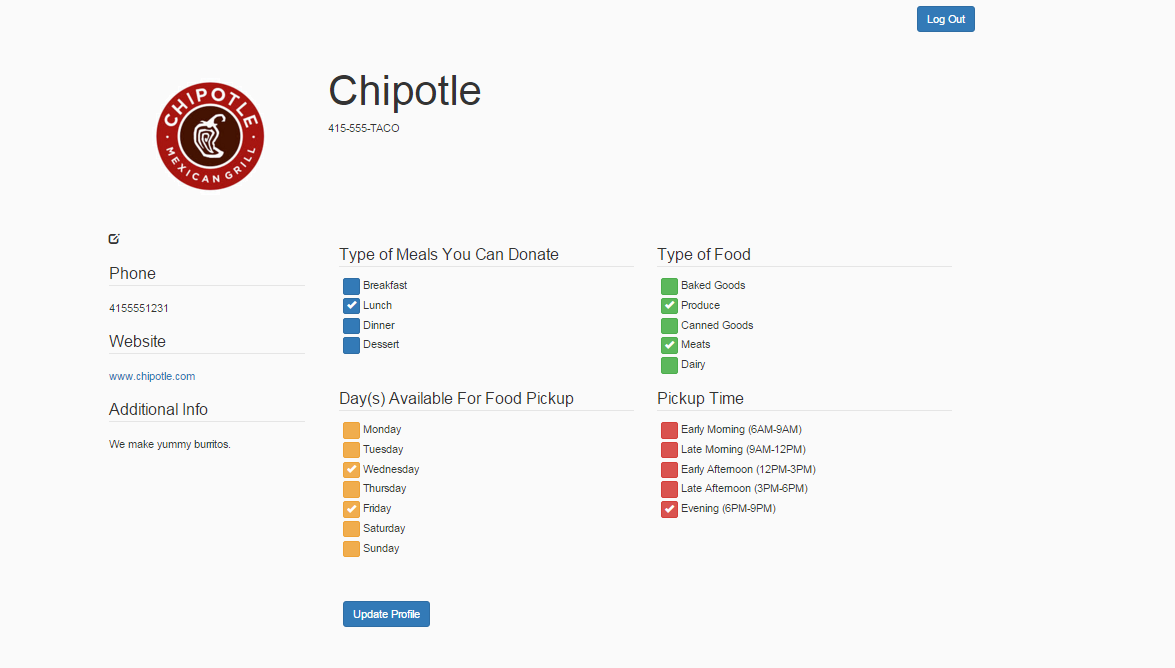 Log Out
CHIPOTLE
MEXICAN GRILL
Chipotle
415-555-TACO
Phone
4155551231
Website
www.chipotle.com
Additional Info
We make yummy burritos.
Type of Meals You Can Donate
Breakfast
Lunch
Dinner
Dessert
Type of Food
Baked Goods
Produce
Canned Goods
Meats
Dairy
Day(s) Available For Food Pickup
Monday
Tuesday
Wednesday
Thursday
Friday
Saturday
Sunday
Pickup Time
Early Morning (6AM-9AM)
Late Morning (9AM-12PM)
Early Afternoon (12PM-3PM)
Late Afternoon (3PM-6PM)
Evening (6PM-9PM)
Update Profile